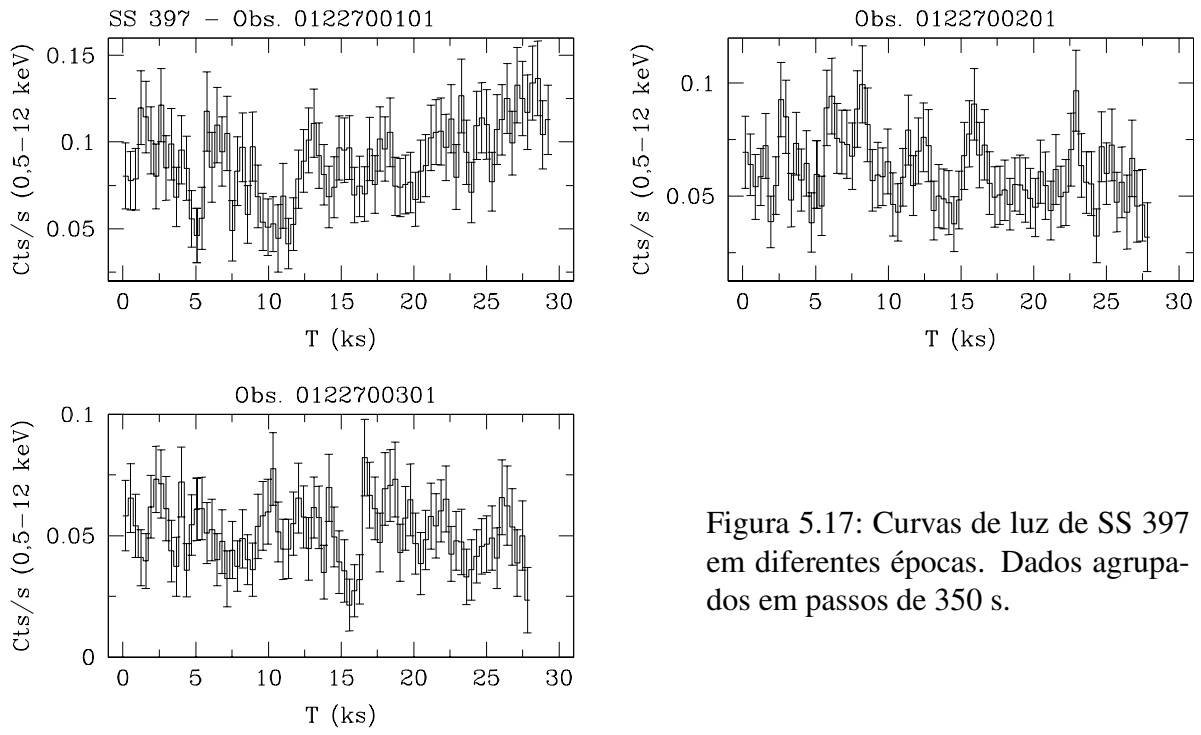 SS 397 – Obs. 0122700101
Cts/s (0,5–12 keV)
0.15
0.1
0.05
0 5 10 15 20 25 30
T (ks)
Obs. 0122700201
Cts/s (0,5–12 keV)
0.1
0.05
0 5 10 15 20 25 30
T (ks)
Obs. 0122700301
Cts/s (0,5–12 keV)
0.1
0.05
0
0 5 10 15 20 25 30
T (ks)
Figura 5.17: Curvas de luz de SS 397
em diferentes épocas. Dados agrupa-
dos em passos de 350 s.